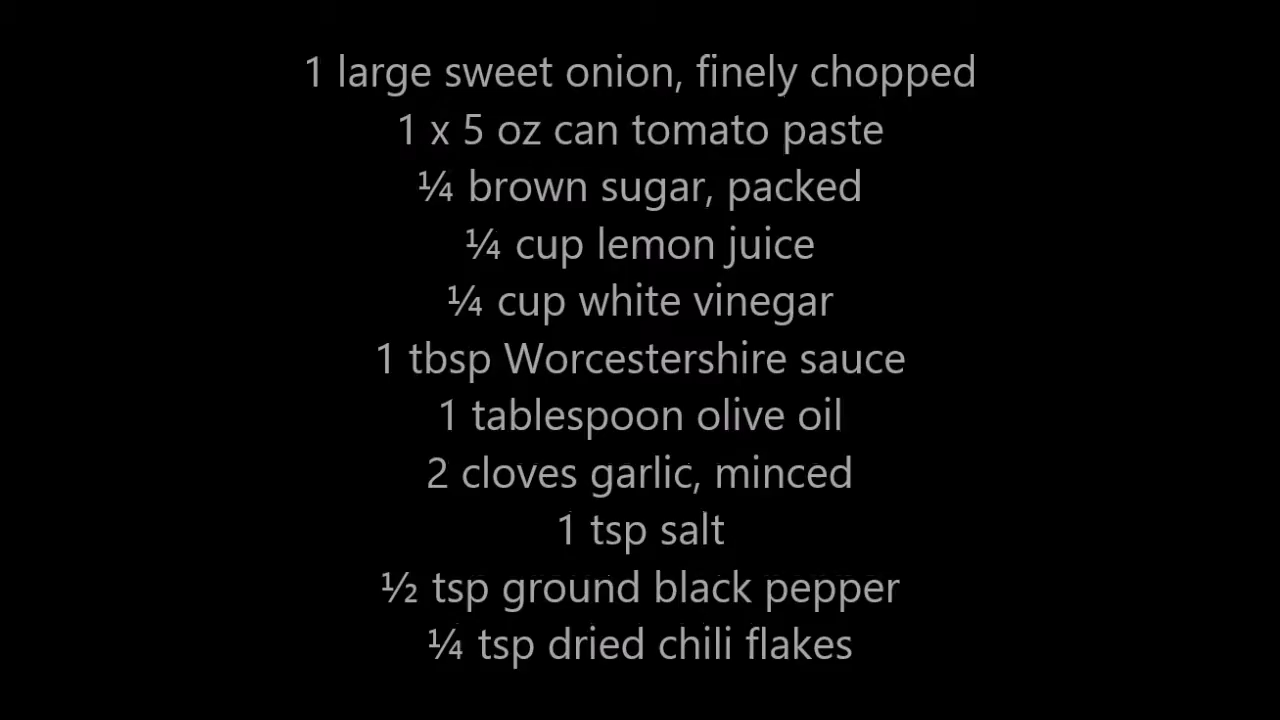 1 large sweet onion, finely chopped
1 x 5 oz can tomato paste
¼ brown sugar, packed
¼ cup lemon juice
¼ cup white vinegar
1 tbsp Worcestershire sauce
1 tablespoon olive oil
2 cloves garlic, minced
1 tsp salt
½ tsp ground black pepper
¼ tsp dried chili flakes